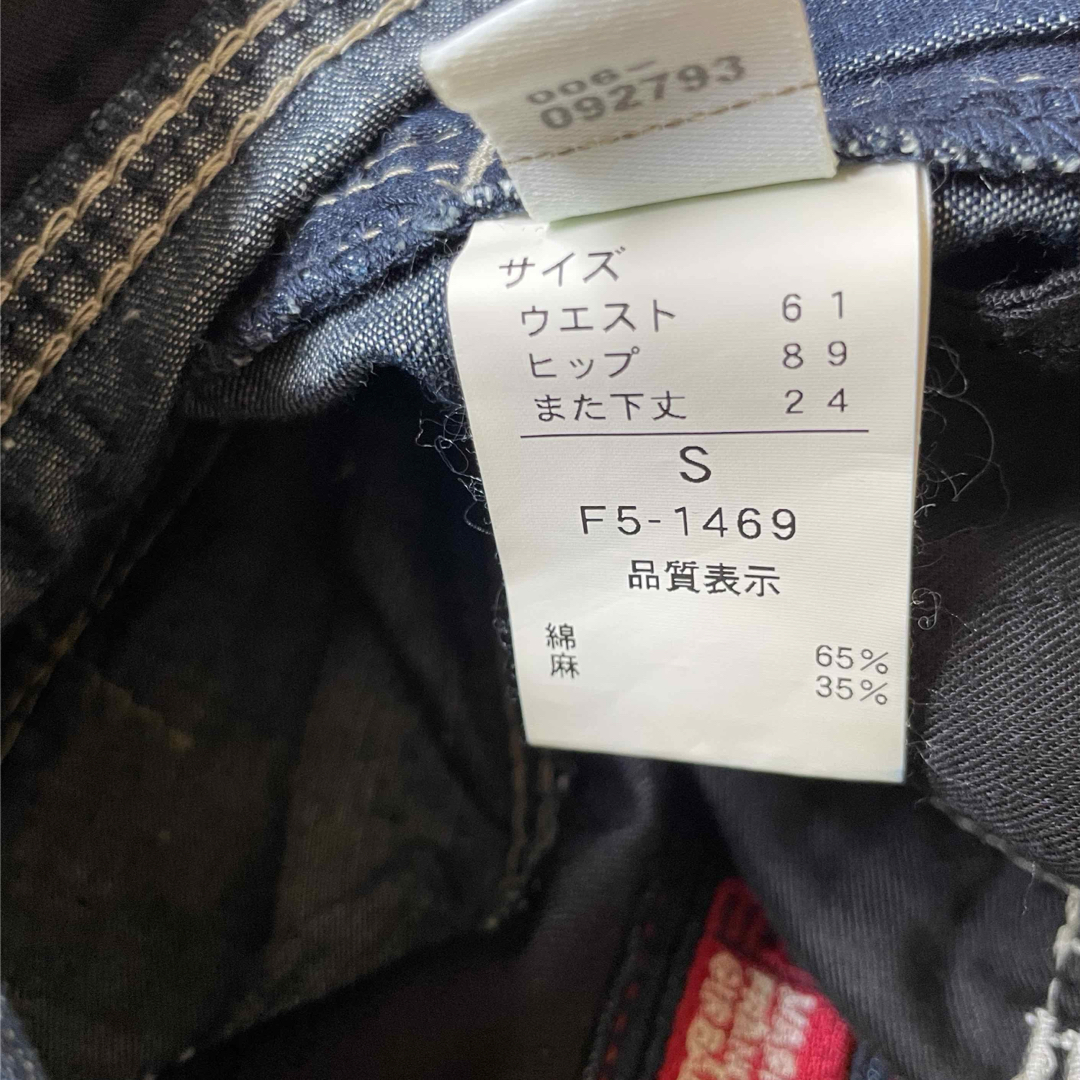 006-
092793
サイズ
ウエスト 61
ヒップ 89
また下丈 24
S
F5-1469
品質表示
綿 65%
麻 35%